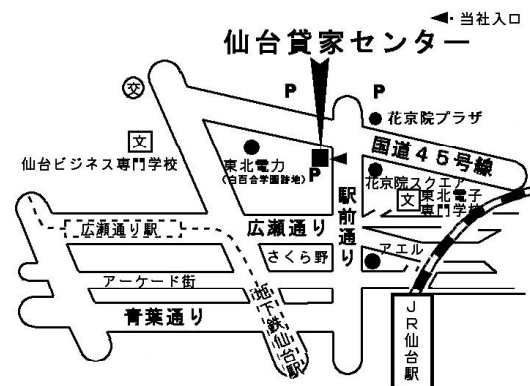 ◄・当社入口
仙台貸家センター
P
P
交
花京院プラザ
文
仙台ビジネス専門学校
東北電力
(白百合学園跡地)
P
国道45号線
花京院スクエア
文
東北電子
専門学校
駅前通り
広瀬通り駅
広瀬通り
さくら野
アエル
アーケード街
地下鉄仙台駅
青葉通り
JR仙台駅